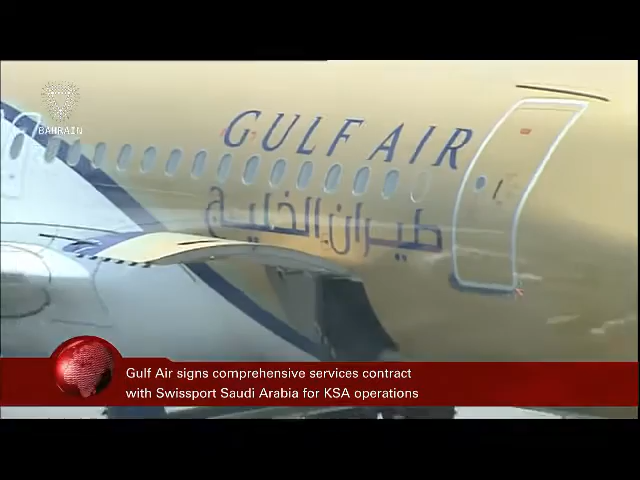 BAHRAIN
GULF AIR
طيران الخليج
Gulf Air signs comprehensive services contract
with Swissport Saudi Arabia for KSA operations